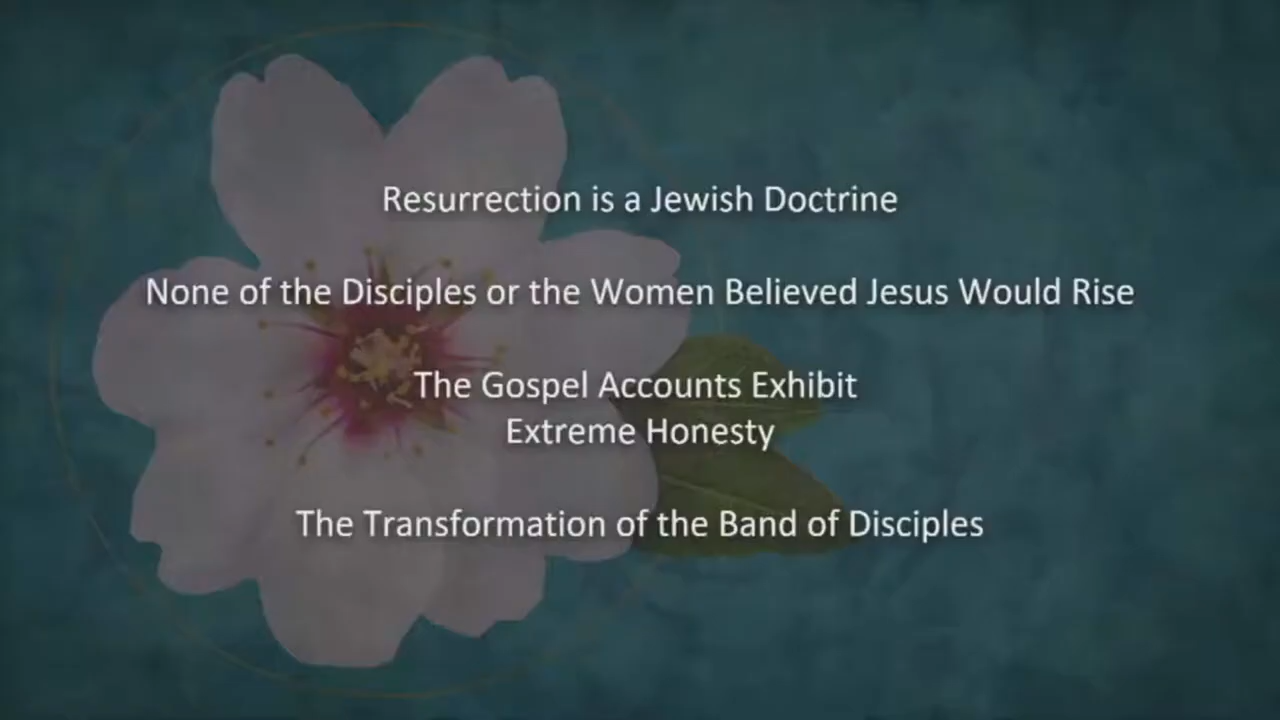 Resurrection is a Jewish Doctrine
None of the Disciples or the Women Believed Jesus Would Rise
The Gospel Accounts Exhibit
Extreme Honesty
The Transformation of the Band of Disciples